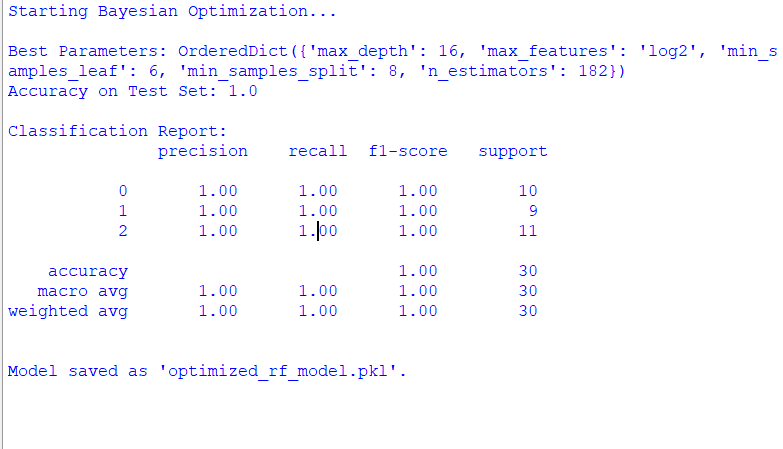 Starting Bayesian Optimization...
Best Parameters: OrderedDict({'max_depth': 16, 'max_features': 'log2', 'min_s
amples_leaf': 6, 'min_samples_split': 8, 'n_estimators': 182})
Accuracy on Test Set: 1.0
Classification Report:
precision recall f1-score support
0 1.00 1.00 1.00 10
1 1.00 1.00 1.00 9
2 1.00 1.00 1.00 11
accuracy 1.00 30
macro avg 1.00 1.00 1.00 30
weighted avg 1.00 1.00 1.00 30
Model saved as 'optimized_rf_model.pkl'.